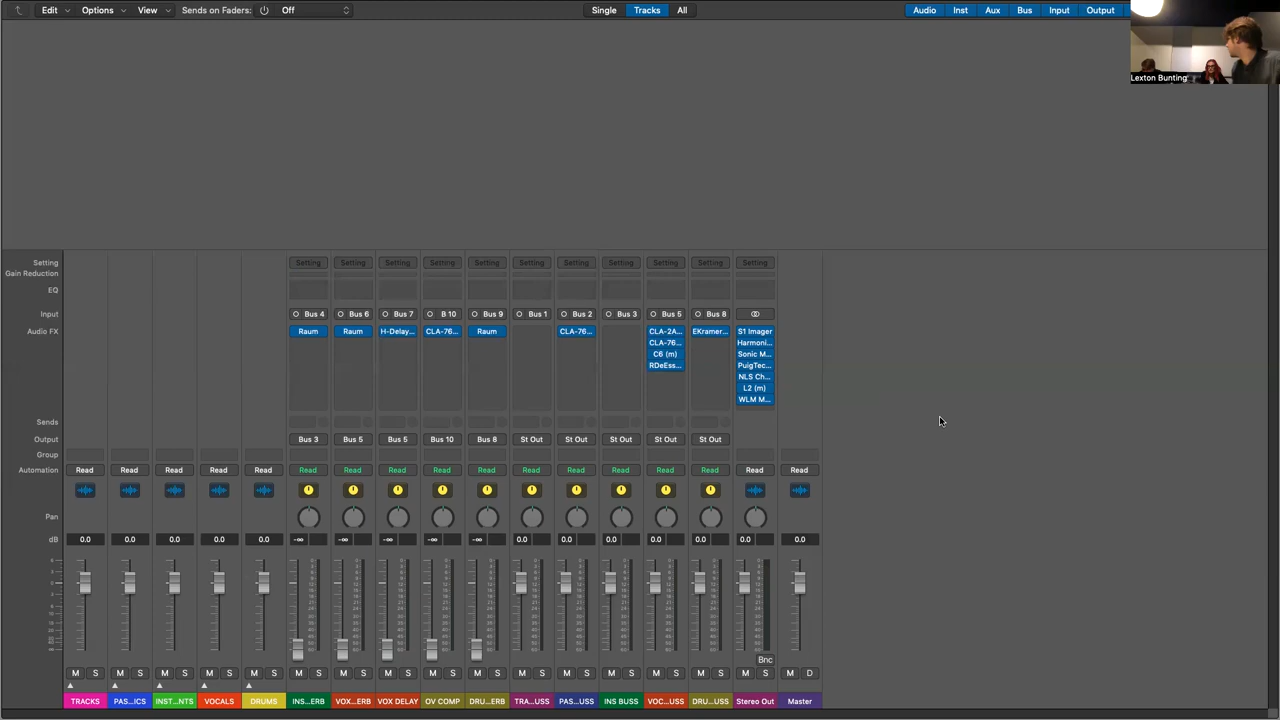 Edit Options View Sends on Faders: Off Single Tracks All Audio Inst Aux Bus Input Output
Lexton Bunting
Setting Setting Setting Setting Setting Setting Setting Setting Setting Setting Setting Setting
Gain Reduction
EQ
Input Bus 4 Bus 6 Bus 7 B 10 Bus 9 Bus 1 Bus 2 Bus 3 Bus 5 Bus 8
Audio FX Raum Raum H-Delay... CLA-76... Raum CLA-76... CLA-2A... EKramer... S1 Imager
CLA-76... Harmoni...
C6 (m) Sonic M...
RDeEss... PuigTec...
NLS Ch...
L2 (m)
WLM M...
Sends
Output Bus 3 Bus 5 Bus 5 Bus 10 Bus 8 St Out St Out St Out St Out St Out
Group
Automation Read Read Read Read Read Read Read Read Read Read Read Read Read Read Read Read Read
Pan
dB 0.0 0.0 0.0 0.0 0.0 -∞ -∞ -∞ -∞ -∞ 0.0 0.0 0.0 0.0 0.0 0.0 0.0
Bnc
M S M S M S M S M S M S M S M S M S M S M S M S M S M S M S M S M D
TRACKS PAS...ICS INST...NTS VOCALS DRUMS INS...ERB VOX...ERB VOX DELAY OV COMP DRU...ERB TRA...USS PAS...USS INS BUSS VOC...USS DRU...USS Stereo Out Master